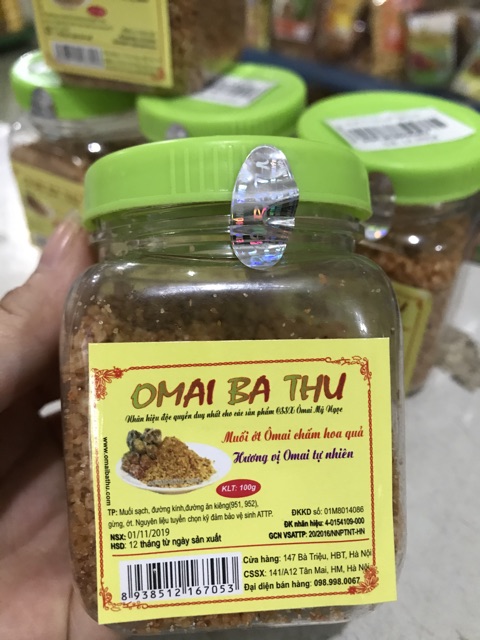 OMAI BA THU
Nhãn hiệu độc quyền duy nhất cho các sản phẩm CSSX Ômai Mỹ Ngọc
Muối ớt Ômai chấm hoa quả
Hương vị Omai tự nhiên
KLT: 100g
www.omaibathu.com
TP: Muối sạch, đường kính,đường ăn kiêng(951, 952),
gừng, ớt. Nguyên liệu tuyển chọn kỹ đảm bảo vệ sinh ATTP.
NSX: 01/11/2019
HSD: 12 tháng từ ngày sản xuất
ĐKKD số: 01M8014086
ĐK nhãn hiệu: 4-0154109-000
GCN VSATTP: 20/2016/NNPTNT-HN
8 938512 167053
Cửa hàng: 147 Bà Triệu, HBT, Hà Nội
CSSX: 141/A12 Tân Mai, HM, Hà Nội
Đại diện bán hàng: 098.998.0067